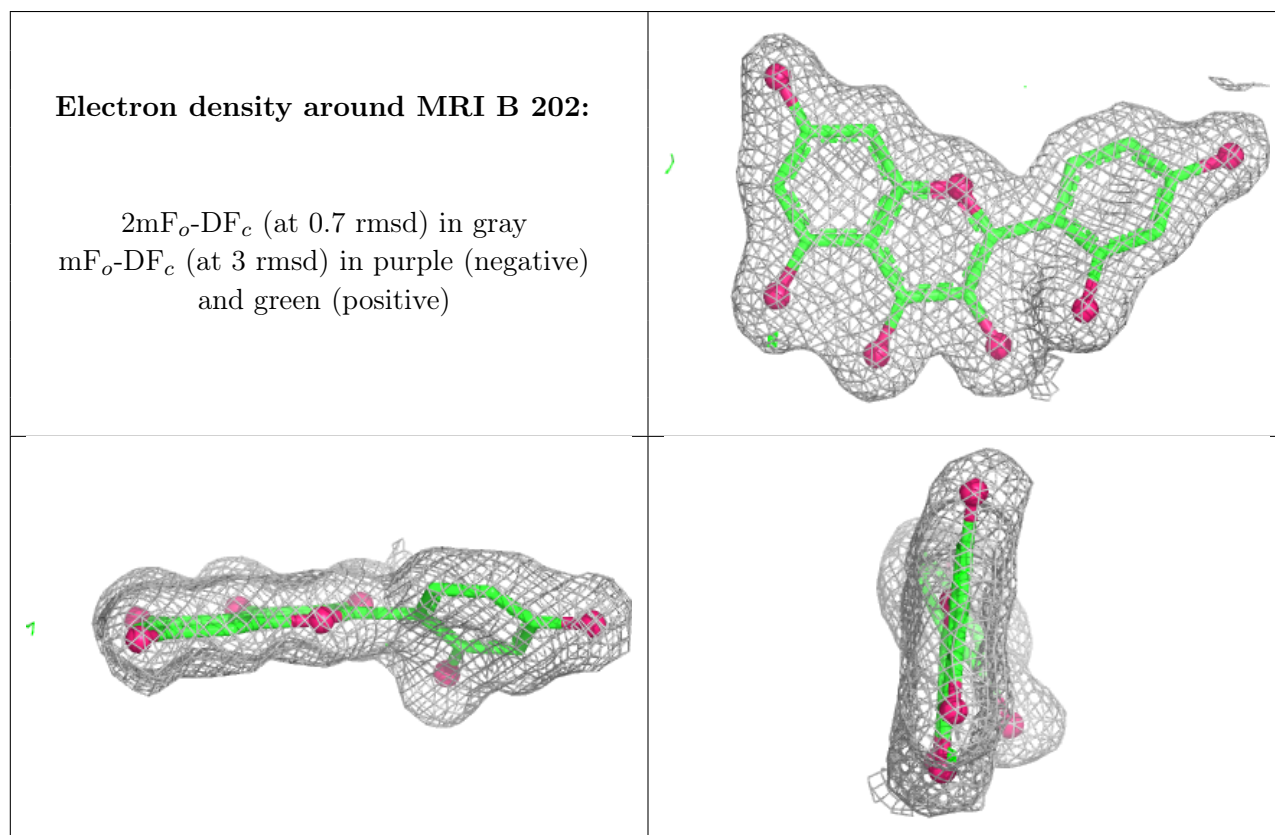 Electron density around MRI B 202:
2mFo-DFc (at 0.7 rmsd) in gray
mFo-DFc (at 3 rmsd) in purple (negative)
and green (positive)